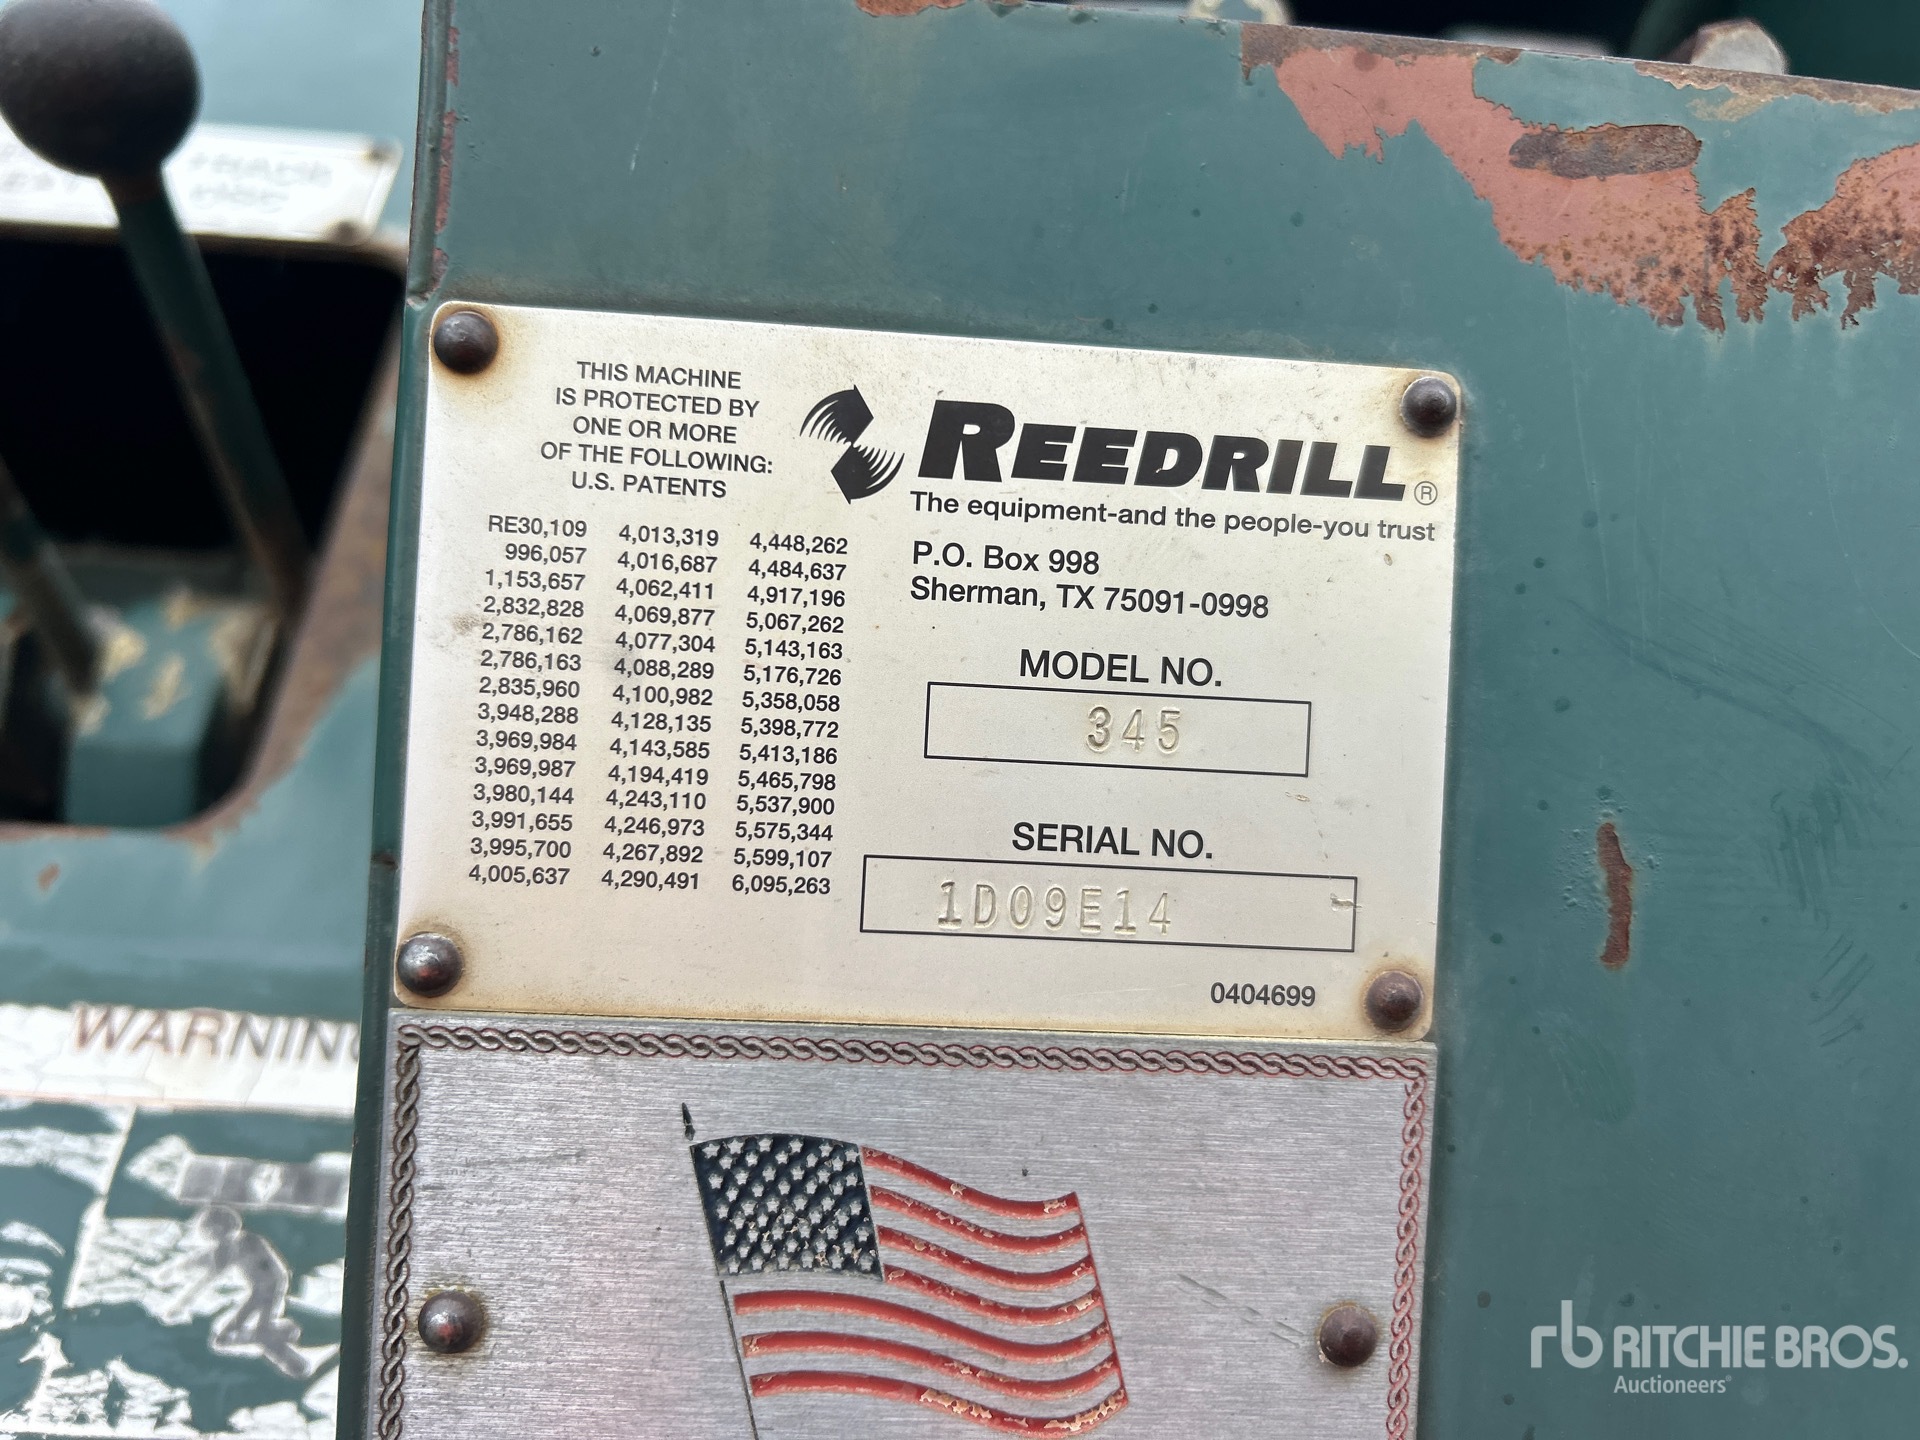 THIS MACHINE
IS PROTECTED BY
ONE OR MORE
OF THE FOLLOWING:
U.S. PATENTS
RE30,109 4,013,319 4,448,262
996,057 4,016,687 4,484,637
1,153,657 4,062,411 4,917,196
2,832,828 4,069,877 5,067,262
2,786,162 4,077,304 5,143,163
2,786,163 4,088,289 5,176,726
2,835,960 4,100,982 5,358,058
3,948,288 4,128,135 5,398,772
3,969,984 4,143,585 5,413,186
3,969,987 4,194,419 5,465,798
3,980,144 4,243,110 5,537,900
3,991,655 4,246,973 5,575,344
3,995,700 4,267,892 5,599,107
4,005,637 4,290,491 6,095,263
REEDRILL®
The equipment-and the people-you trust
P.O. Box 998
Sherman, TX 75091-0998
MODEL NO.
345
SERIAL NO.
1D09E14
0404699
WARNING
rb RITCHIE BROS.
Auctioneers